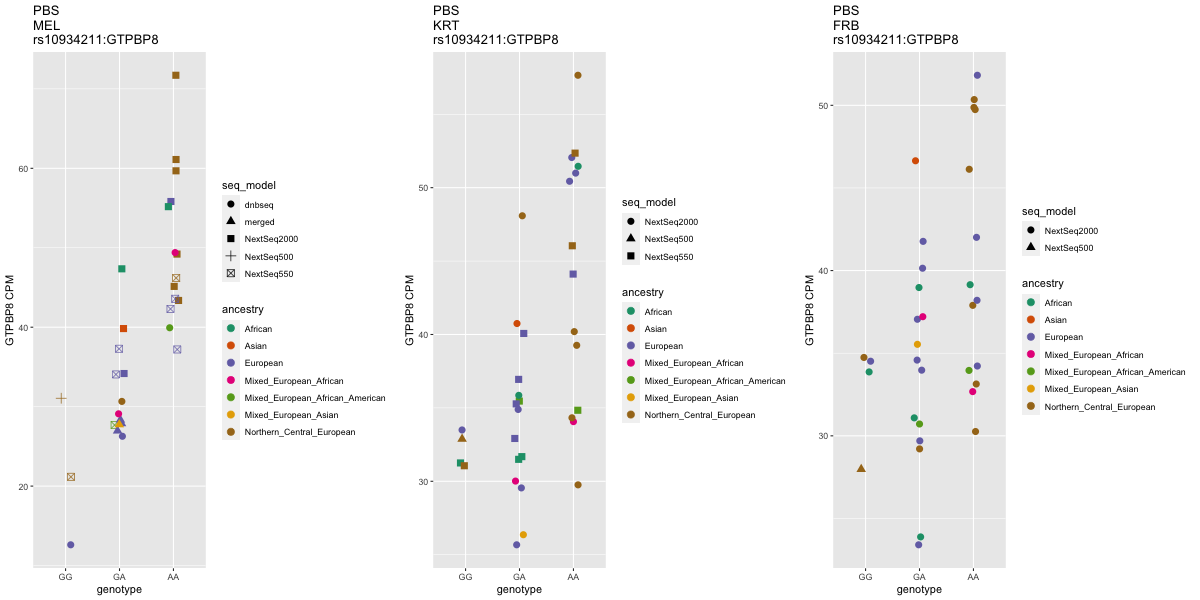 PBS
MEL
rs10934211:GTPBP8
GTPBP8 CPM
60
40
20
GG
GA
AA
genotype
seq_model
dnbseq
merged
NextSeq2000
NextSeq500
NextSeq550
ancestry
African
Asian
European
Mixed_European_African
Mixed_European_African_American
Mixed_European_Asian
Northern_Central_European
PBS
KRT
rs10934211:GTPBP8
GTPBP8 CPM
50
40
30
GG
GA
AA
genotype
seq_model
NextSeq2000
NextSeq500
NextSeq550
ancestry
African
Asian
European
Mixed_European_African
Mixed_European_African_American
Mixed_European_Asian
Northern_Central_European
PBS
FRB
rs10934211:GTPBP8
GTPBP8 CPM
50
40
30
GG
GA
AA
genotype
seq_model
NextSeq2000
NextSeq500
ancestry
African
Asian
European
Mixed_European_African
Mixed_European_African_American
Mixed_European_Asian
Northern_Central_European